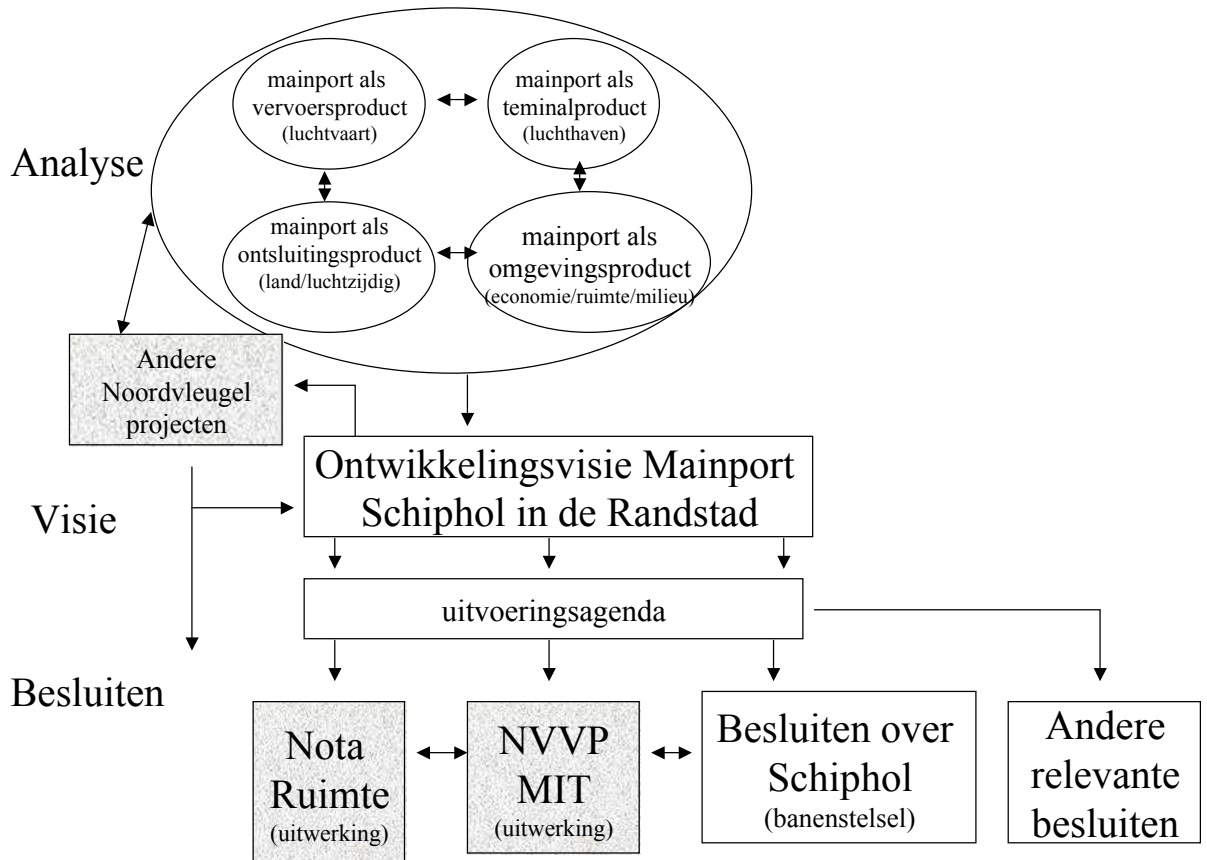 mainport als
vervoersproduct
(luchtvaart)
mainport als
teminalproduct
(luchthaven)
Analyse
mainport als
ontsluitingsproduct
(land/luchtzijdig)
mainport als
omgevingsproduct
(economie/ruimte/milieu)
Andere
Noordvleugel
projecten
Ontwikkelingsvisie Mainport
Schiphol in de Randstad
Visie
uitvoeringsagenda
Besluiten
Nota
Ruimte
(uitwerking)
NVVP
MIT
(uitwerking)
Besluiten over
Schiphol
(banenstelsel)
Andere
relevante
besluiten